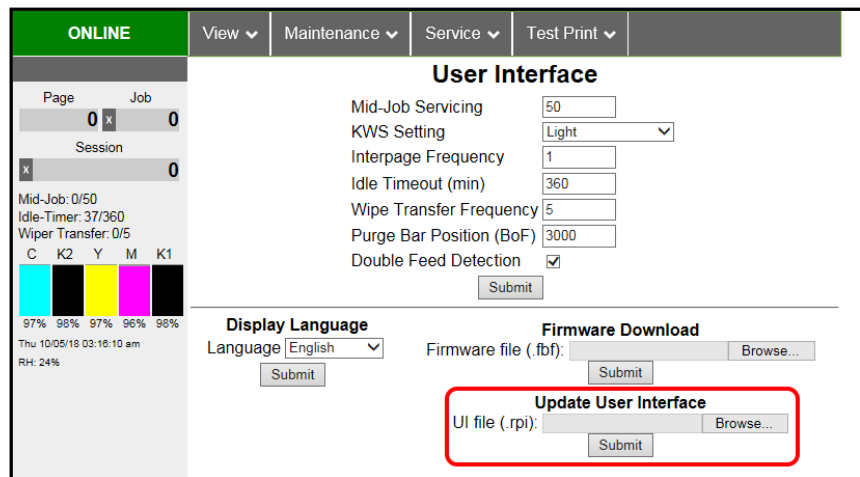 ONLINE
View Maintenance Service Test Print
Page Job
0 x 0
Session
x 0
Mid-Job: 0/50
Idle-Timer: 37/360
Wiper Transfer: 0/5
C K2 Y M K1
97% 98% 97% 96% 98%
Thu 10/05/18 03:16:10 am
RH: 24%
User Interface
Mid-Job Servicing 50
KWS Setting Light
Interpage Frequency 1
Idle Timeout (min) 360
Wipe Transfer Frequency 5
Purge Bar Position (BoF) 3000
Double Feed Detection
Submit
Display Language
Language English
Submit
Firmware Download
Firmware file (.fbf): Browse...
Submit
Update User Interface
UI file (.rpi): Browse...
Submit